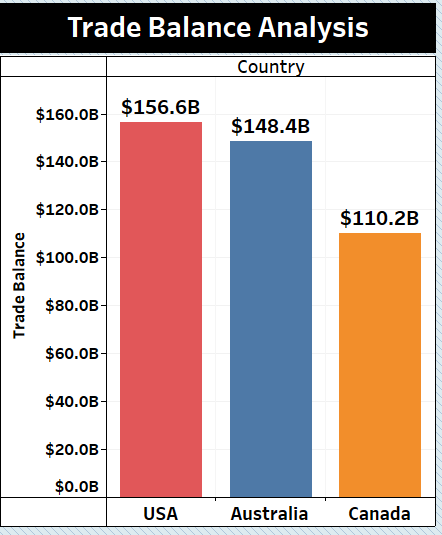 Trade Balance Analysis
Country
$160.0B
$140.0B
$120.0B
$100.0B
$80.0B
$60.0B
$40.0B
$20.0B
$0.0B
Trade Balance
$156.6B
$148.4B
$110.2B
USA
Australia
Canada